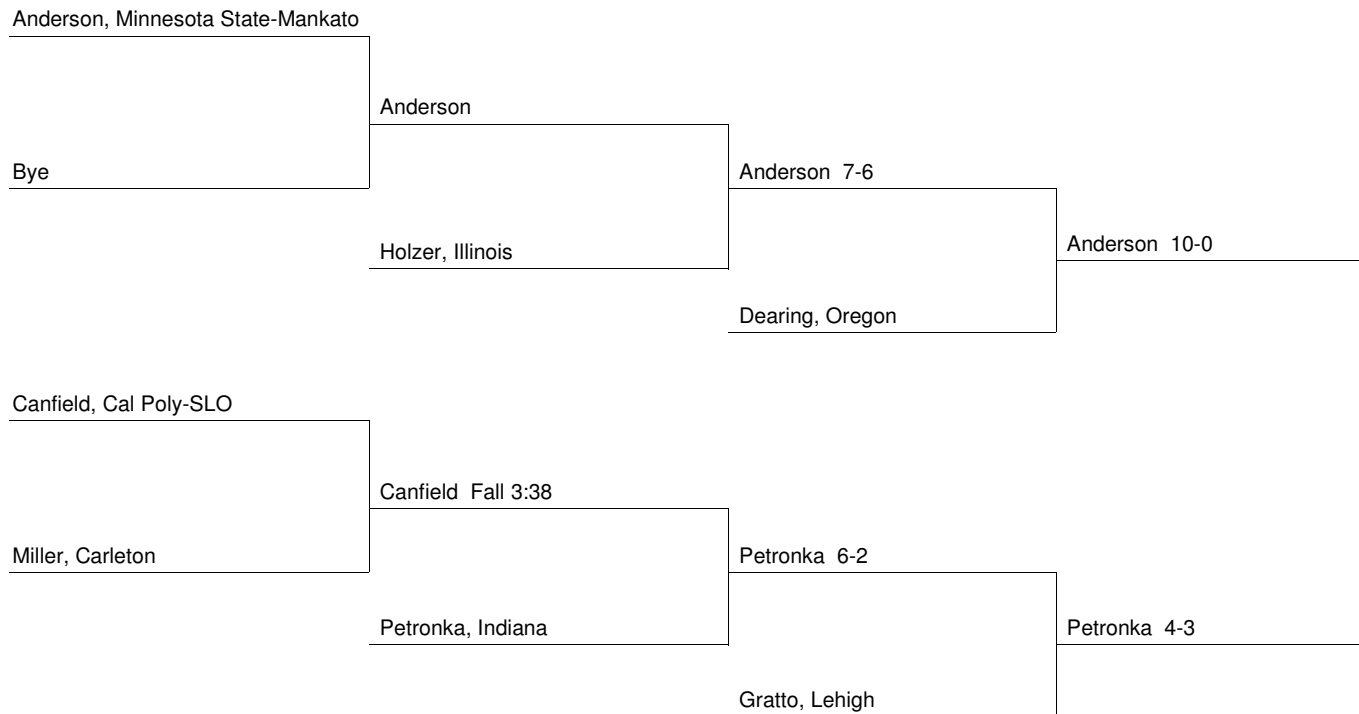 Anderson, Minnesota State-Mankato
Anderson
Bye
Anderson  7-6
Holzer, Illinois
Anderson  10-0
Dearing, Oregon
Canfield, Cal Poly-SLO
Canfield  Fall 3:38
Miller, Carleton
Petronka  6-2
Petronka, Indiana
Petronka  4-3
Gratto, Lehigh